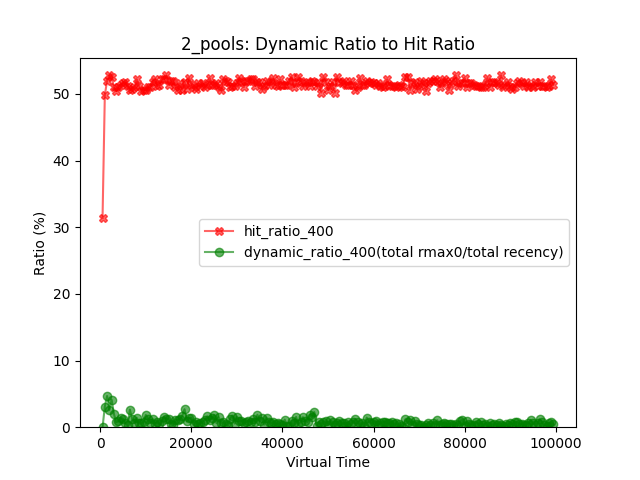 2_pools: Dynamic Ratio to Hit Ratio
Ratio (%)
50
40
30
20
10
0
hit_ratio_400
dynamic_ratio_400(total rmax0/total recency)
0 20000 40000 60000 80000 100000
Virtual Time